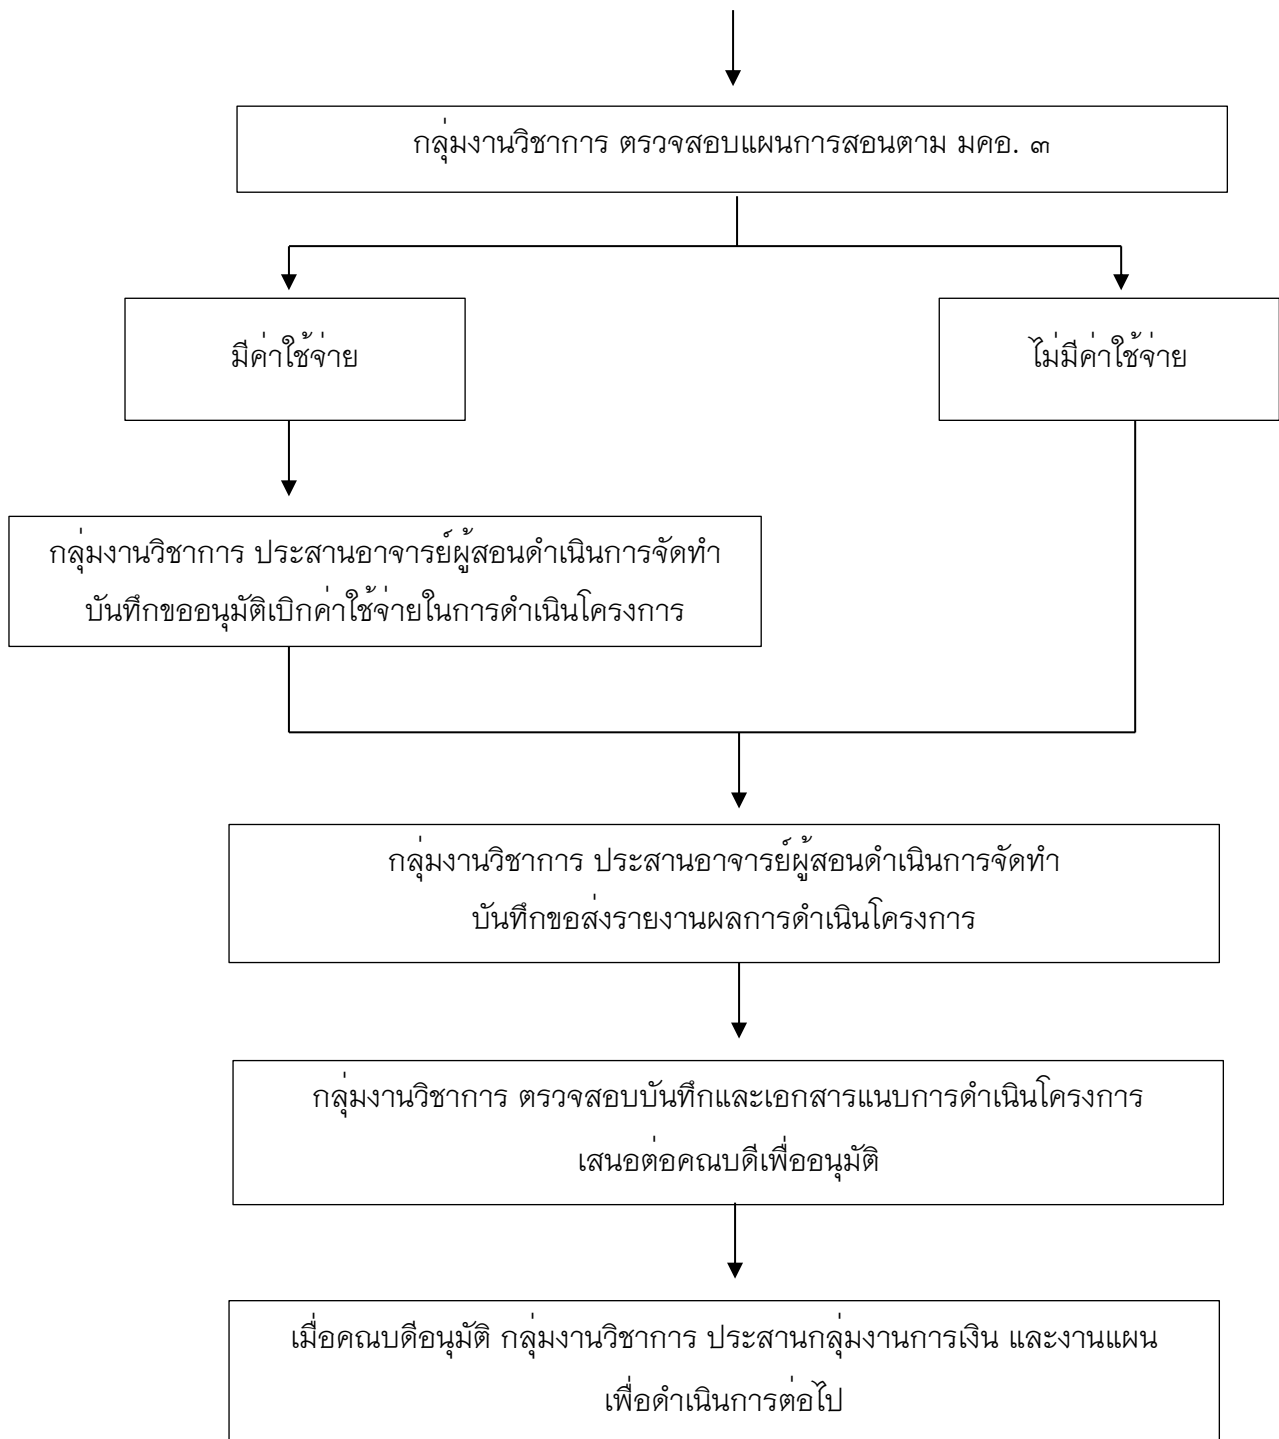 กลุ่มงานวิชาการ ตรวจสอบแผนการสอนตาม มคอ. ๓
มีค่าใช้จ่าย
ไม่มีค่าใช้จ่าย
กลุ่มงานวิชาการ ประสานอาจารย์ผู้สอนดำเนินการจัดทำ
บันทึกขออนุมัติเบิกค่าใช้จ่ายในการดำเนินโครงการ
กลุ่มงานวิชาการ ประสานอาจารย์ผู้สอนดำเนินการจัดทำ
บันทึกขอส่งรายงานผลการดำเนินโครงการ
กลุ่มงานวิชาการ ตรวจสอบบันทึกและเอกสารแนบการดำเนินโครงการ
เสนอต่อคณบดีเพื่ออนุมัติ
เมื่อคณบดีอนุมัติ กลุ่มงานวิชาการ ประสานกลุ่มงานการเงิน และงานแผน
เพื่อดำเนินการต่อไป